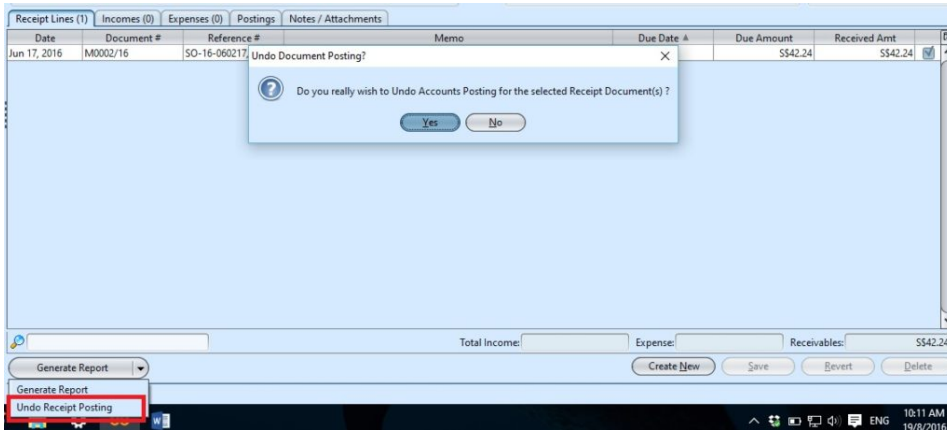 Receipt Lines (1) Incomes (0) Expenses (0) Postings Notes / Attachments
Date Document # Reference # Memo Due Date Due Amount Received Amt
Jun 17, 2016 M0002/16 SO-16-060217, S$42.24 S$42.24
Undo Document Posting?
Do you really wish to Undo Accounts Posting for the selected Receipt Document(s) ?
Yes No
Total Income: Expense: Receivables: S$42.24
Generate Report Create New Save Revert Delete
Generate Report
Undo Receipt Posting
ENG 10:11 AM
19/8/2016